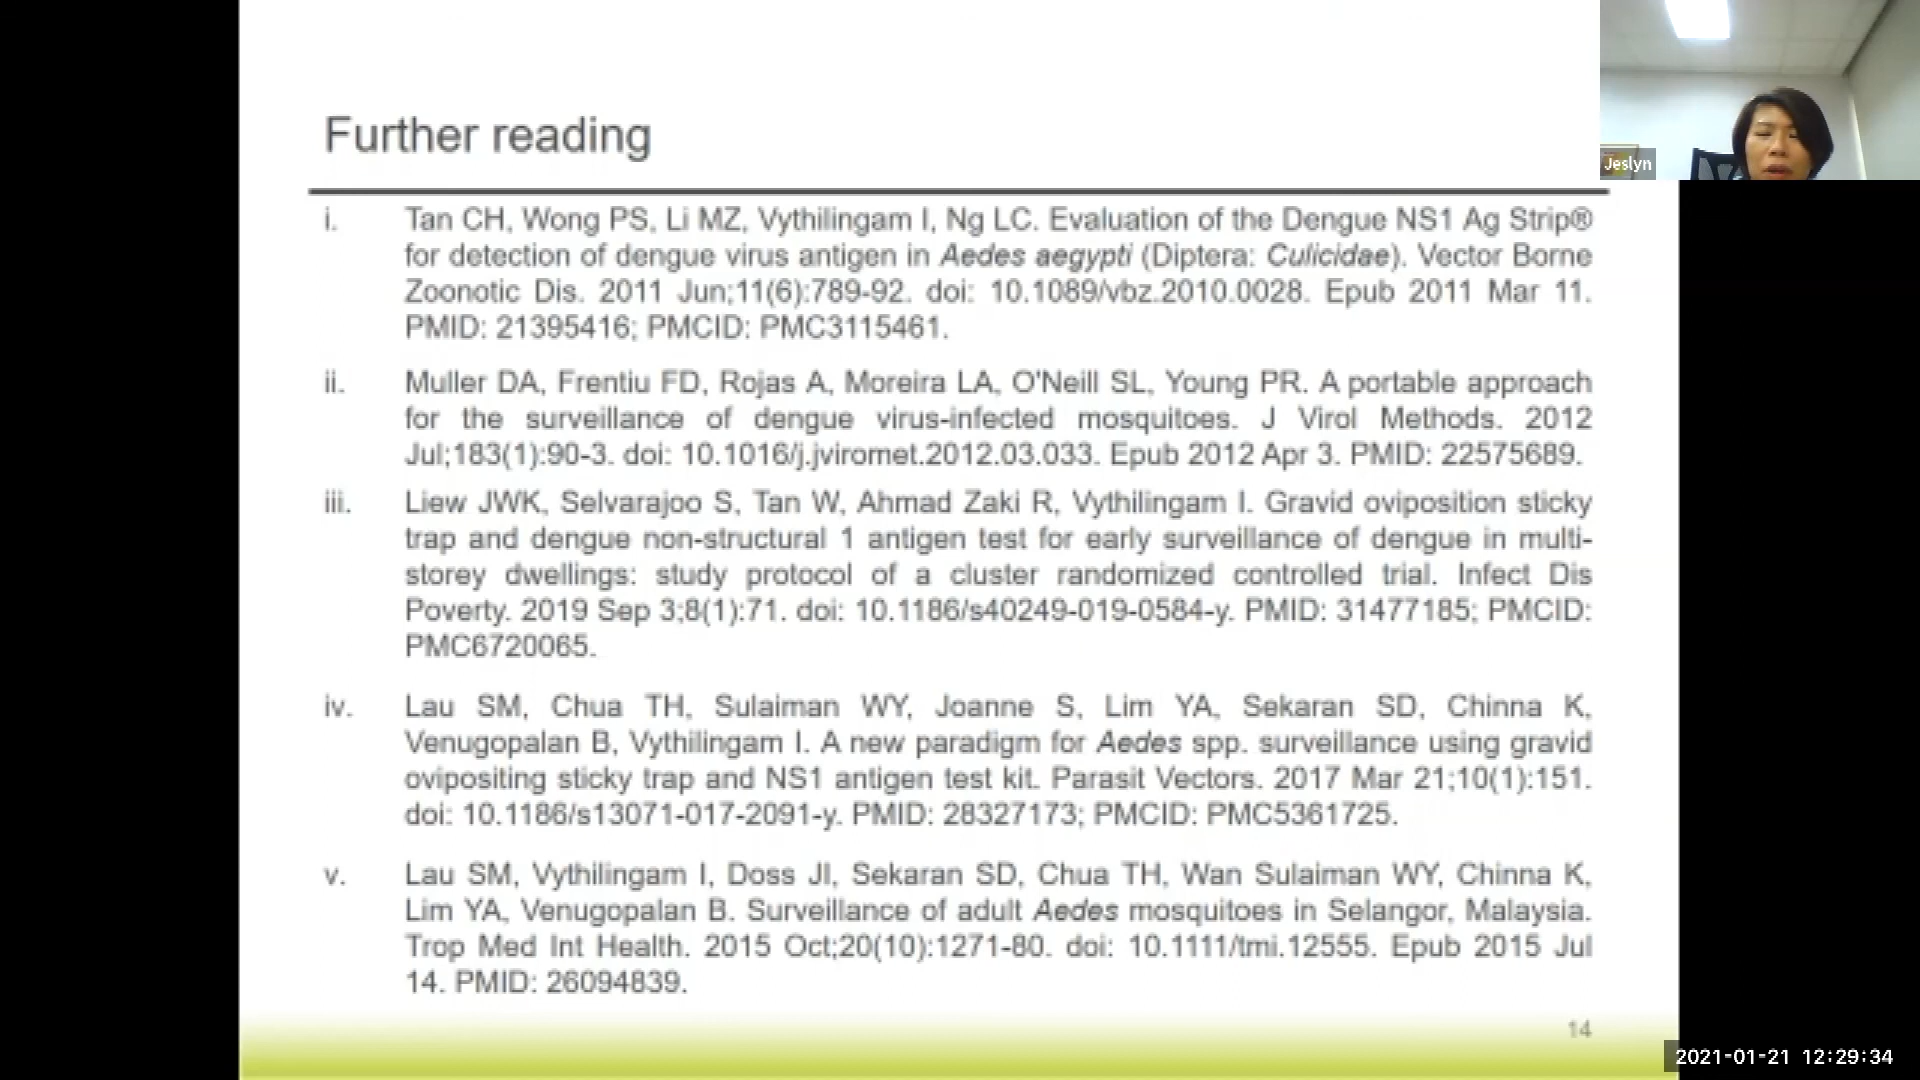 Further reading
Jeslyn
i. Tan CH, Wong PS, Li MZ, Vythilingam I, Ng LC. Evaluation of the Dengue NS1 Ag Strip®
for detection of dengue virus antigen in Aedes aegypti (Diptera: Culicidae). Vector Borne
Zoonotic Dis. 2011 Jun;11(6):789-92. doi: 10.1089/vbz.2010.0028. Epub 2011 Mar 11.
PMID: 21395416; PMCID: PMC3115461.
ii. Muller DA, Frentiu FD, Rojas A, Moreira LA, O'Neill SL, Young PR. A portable approach
for the surveillance of dengue virus-infected mosquitoes. J Virol Methods. 2012
Jul;183(1):90-3. doi: 10.1016/j.jviromet.2012.03.033. Epub 2012 Apr 3. PMID: 22575689.
iii. Liew JWK, Selvarajoo S, Tan W, Ahmad Zaki R, Vythilingam I. Gravid oviposition sticky
trap and dengue non-structural 1 antigen test for early surveillance of dengue in multi-
storey dwellings: study protocol of a cluster randomized controlled trial. Infect Dis
Poverty. 2019 Sep 3;8(1):71. doi: 10.1186/s40249-019-0584-y. PMID: 31477185; PMCID:
PMC6720065.
iv. Lau SM, Chua TH, Sulaiman WY, Joanne S, Lim YA, Sekaran SD, Chinna K,
Venugopalan B, Vythilingam I. A new paradigm for Aedes spp. surveillance using gravid
ovipositing sticky trap and NS1 antigen test kit. Parasit Vectors. 2017 Mar 21;10(1):151.
doi: 10.1186/s13071-017-2091-y. PMID: 28327173; PMCID: PMC5361725.
v. Lau SM, Vythilingam I, Doss JI, Sekaran SD, Chua TH, Wan Sulaiman WY, Chinna K,
Lim YA, Venugopalan B. Surveillance of adult Aedes mosquitoes in Selangor, Malaysia.
Trop Med Int Health. 2015 Oct;20(10):1271-80. doi: 10.1111/tmi.12555. Epub 2015 Jul
14. PMID: 26094839.
14
2021-01-21 12:29:34